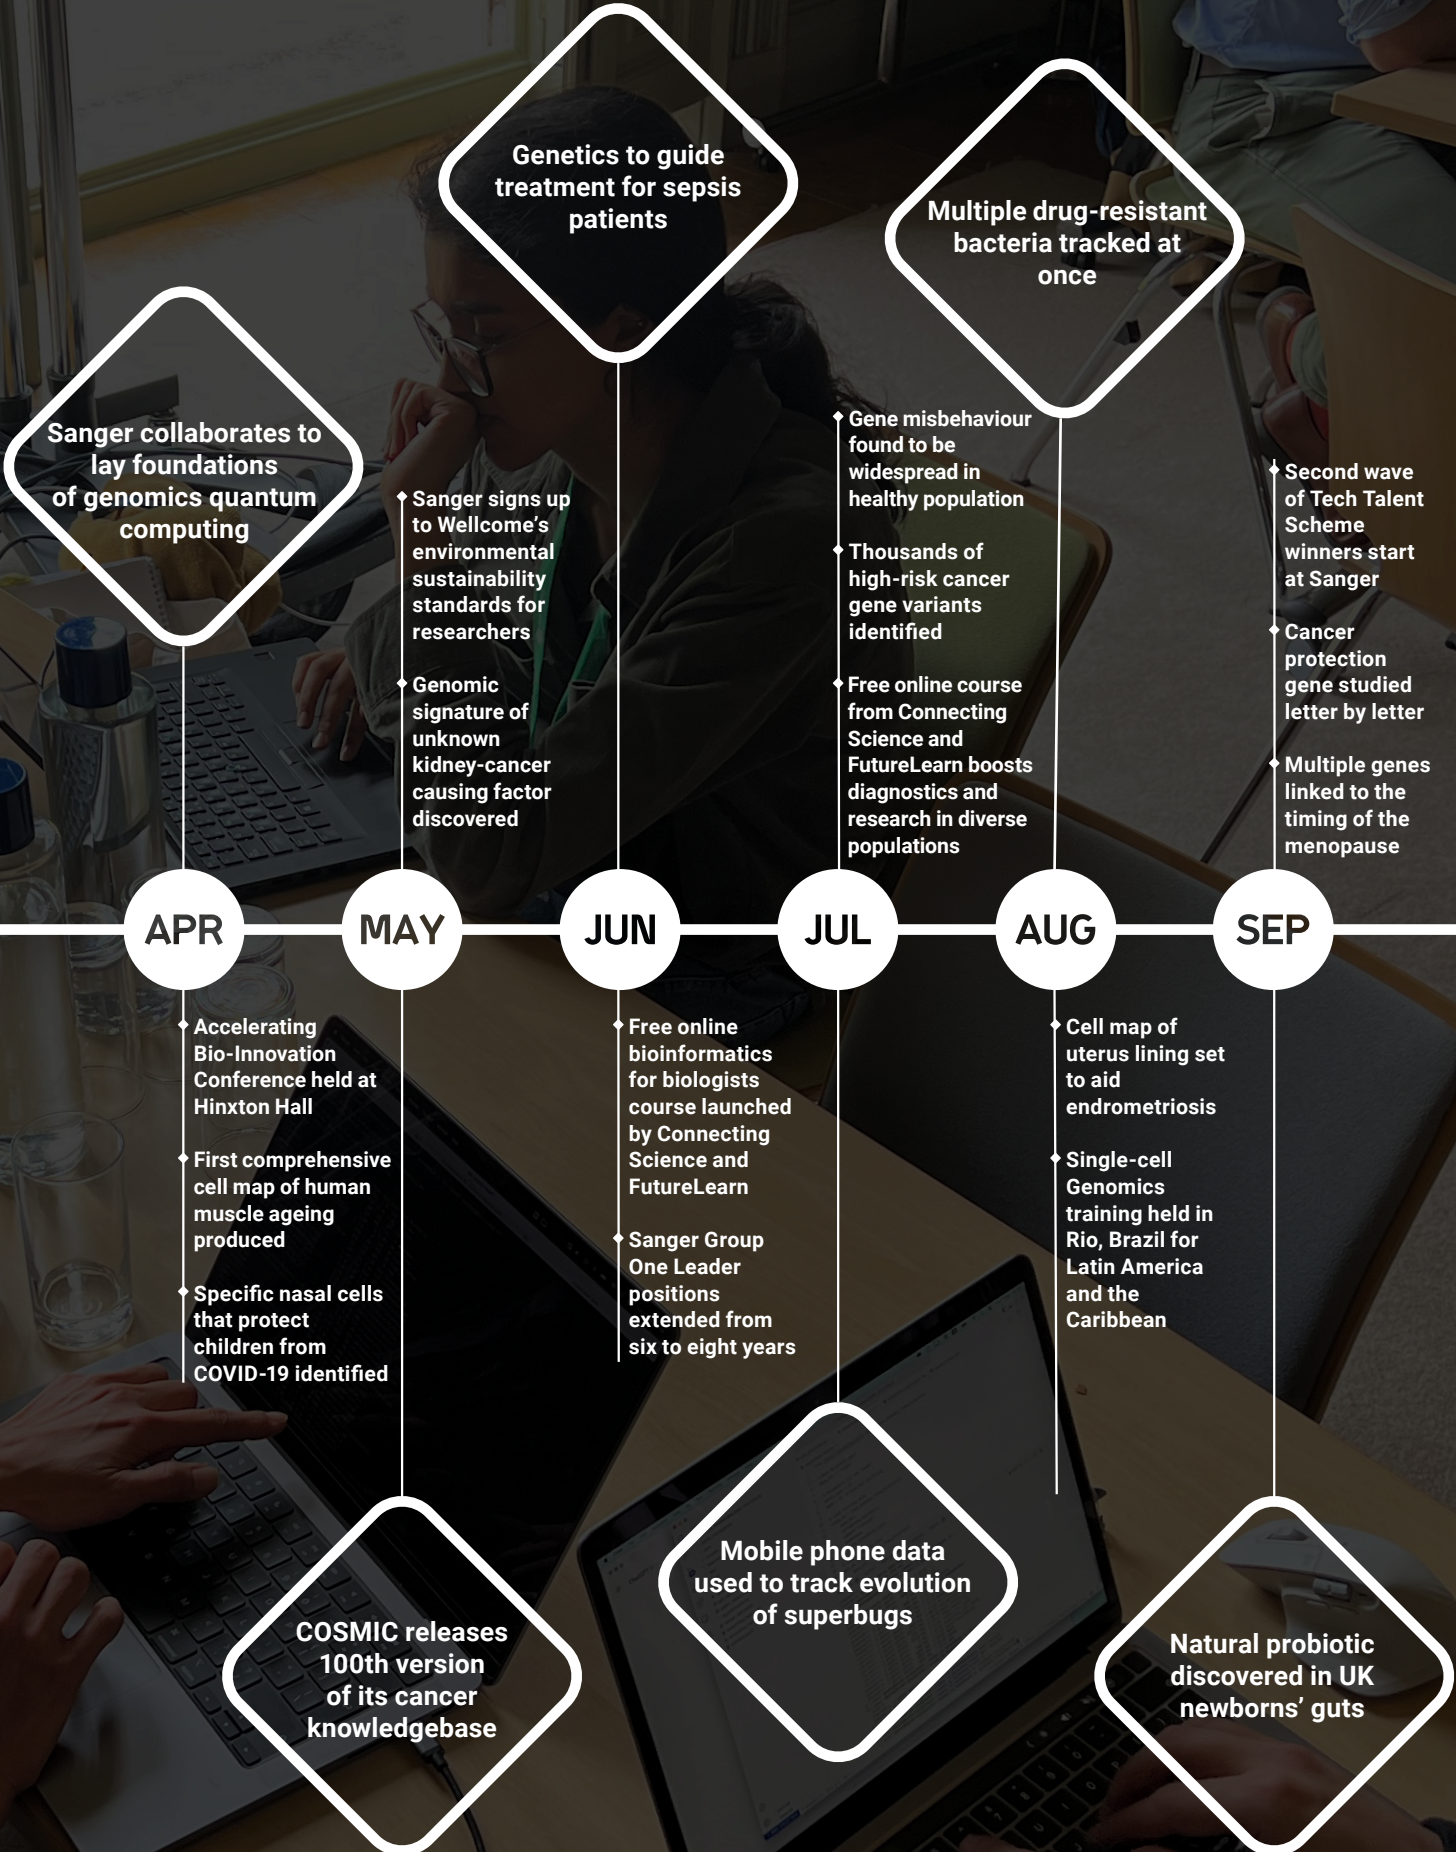 Genetics to guide
treatment for sepsis
patients
Multiple drug-resistant
bacteria tracked at
once
Sanger collaborates to
lay foundations
of genomics quantum
computing
Sanger signs up
to Wellcome’s
environmental
sustainability
standards for
researchers
Genomic
signature of
unknown
kidney-cancer
causing factor
discovered
Gene misbehaviour
found to be
widespread in
healthy population
Thousands of
high-risk cancer
gene variants
identified
Free online course
from Connecting
Science and
FutureLearn boosts
diagnostics and
research in diverse
populations
Second wave
of Tech Talent
Scheme
winners start
at Sanger
Cancer
protection
gene studied
letter by letter
Multiple genes
linked to the
timing of the
menopause
APR
MAY
JUN
JUL
AUG
SEP
Accelerating
Bio-Innovation
Conference held at
Hinxton Hall
First comprehensive
cell map of human
muscle ageing
produced
Specific nasal cells
that protect
children from
COVID-19 identified
Free online
bioinformatics
for biologists
course launched
by Connecting
Science and
FutureLearn
Sanger Group
One Leader
positions
extended from
six to eight years
Cell map of
uterus lining set
to aid
endrometriosis
Single-cell
Genomics
training held in
Rio, Brazil for
Latin America
and the
Caribbean
COSMIC releases
100th version
of its cancer
knowledgebase
Mobile phone data
used to track evolution
of superbugs
Natural probiotic
discovered in UK
newborns’ guts